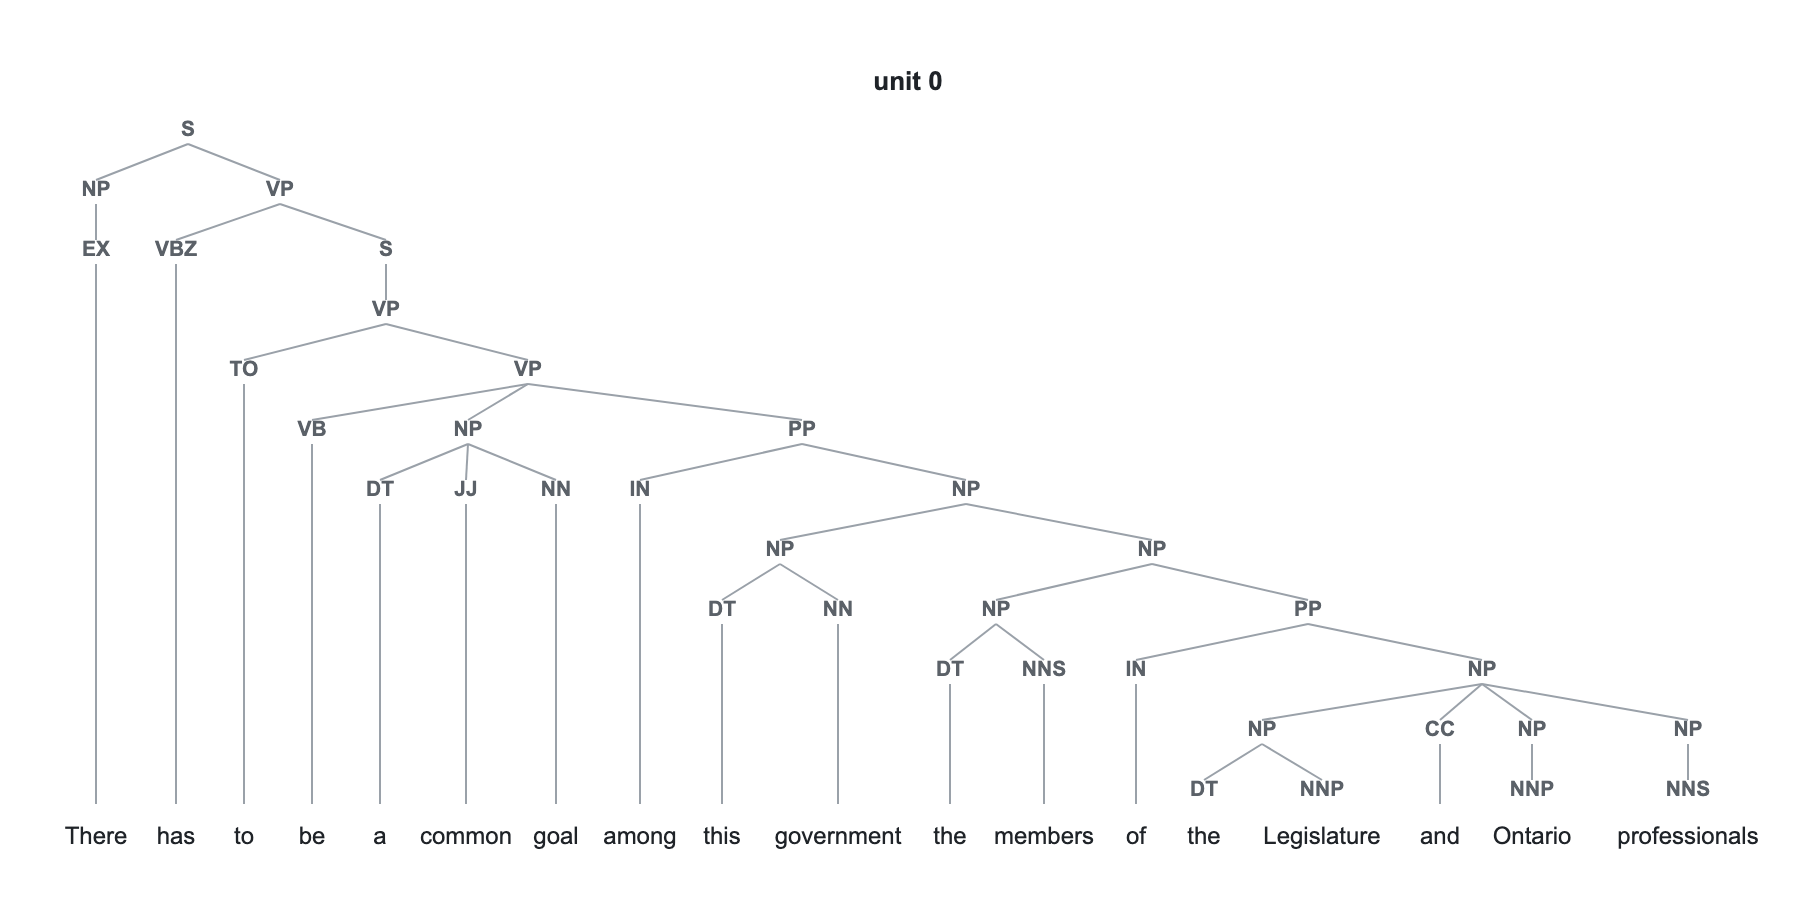 unit 0
S
NP VP
EX VBZ S
VP
TO VP
VB NP PP
DT JJ NN IN NP
NP NP
DT NN NP PP
DT NNS IN NP
NP CC NP NP
DT NNP NNP NNS
There has to be a common goal among this government the members of the Legislature and Ontario professionals